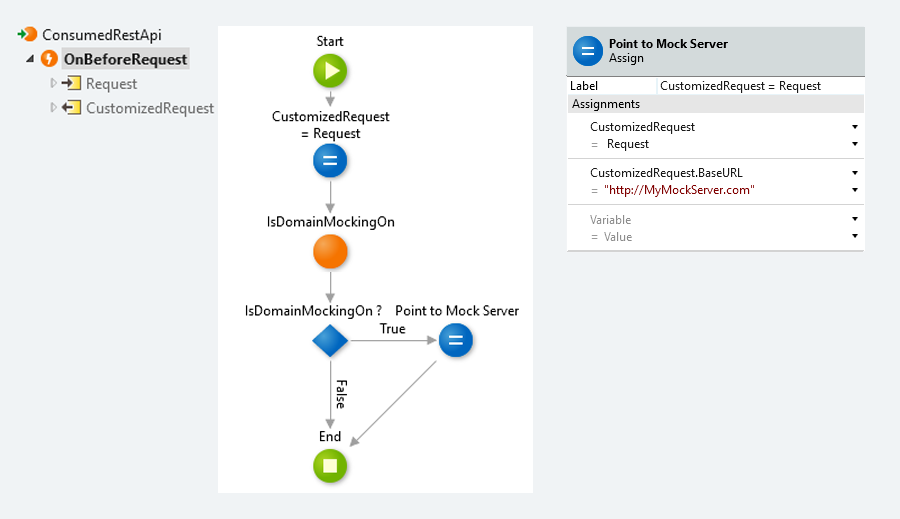 ConsumedRestApi
OnBeforeRequest
Request
CustomizedRequest
Start
CustomizedRequest
= Request
IsDomainMockingOn
IsDomainMockingOn ?
True
Point to Mock Server
False
End
Point to Mock Server
Assign
Label CustomizedRequest = Request
Assignments
CustomizedRequest
= Request
CustomizedRequest.BaseURL
= "http://MyMockServer.com"
Variable
= Value